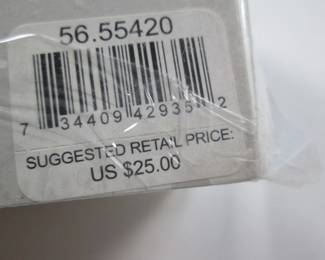 56.55420
7 34409 42935 2
SUGGESTED RETAIL PRICE:
US $25.00